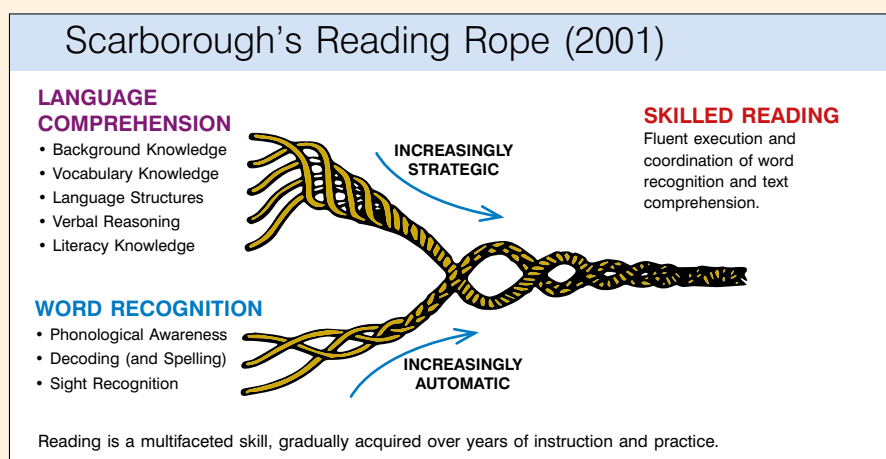 Scarborough's Reading Rope (2001)
LANGUAGE
COMPREHENSION
• Background Knowledge
• Vocabulary Knowledge
• Language Structures
• Verbal Reasoning
• Literacy Knowledge
INCREASINGLY
STRATEGIC
SKILLED READING
Fluent execution and
coordination of word
recognition and text
comprehension.
WORD RECOGNITION
• Phonological Awareness
• Decoding (and Spelling)
• Sight Recognition
INCREASINGLY
AUTOMATIC
Reading is a multifaceted skill, gradually acquired over years of instruction and practice.